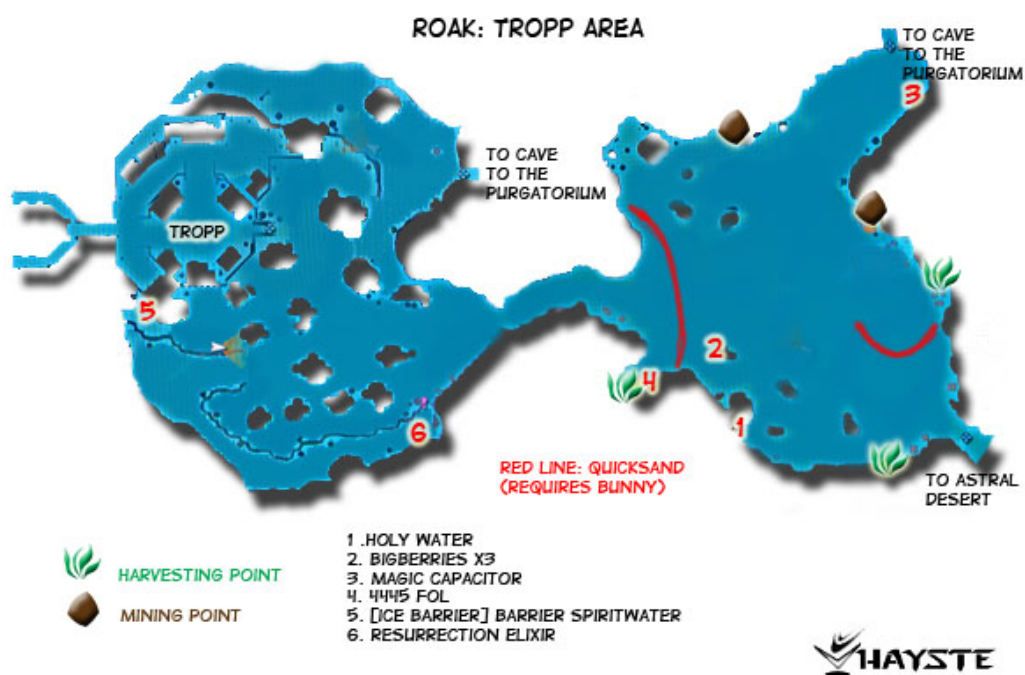 ROAK: TROPP AREA
TO CAVE
TO THE
PURGATORIUM
3
TO CAVE
TO THE
PURGATORIUM
TROPP
5
2
4
6
1
RED LINE: QUICKSAND
(REQUIRES BUNNY)
TO ASTRAL
DESERT
HARVESTING POINT
MINING POINT
1 .HOLY WATER
2. BIGBERRIES X3
3. MAGIC CAPACITOR
4. 4445 FOL
5. [ICE BARRIER] BARRIER SPIRITWATER
6. RESURRECTION ELIXIR
HAYSTE